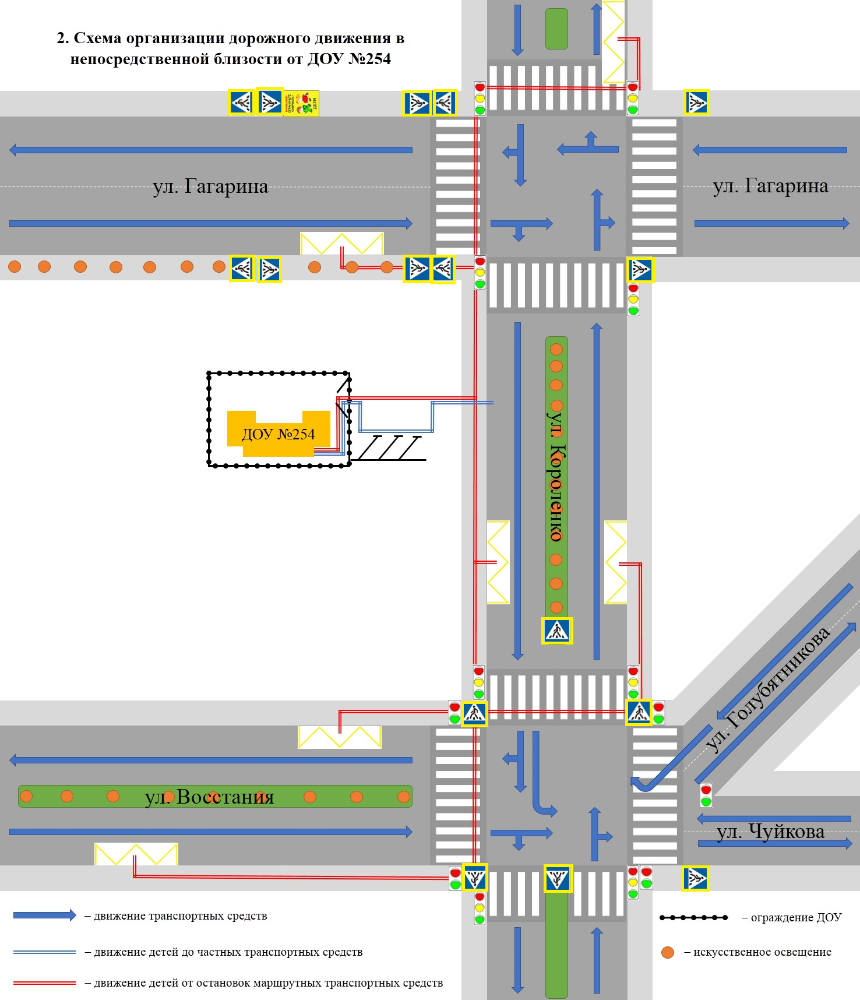 2. Схема организации дорожного движения в
непосредственной близости от ДОУ №254
ДЕТИ
ул. Гагарина
ул. Гагарина
ДОУ №254
ул. Короленко
ул. Голубятникова
ул. Восстания
ул. Чуйкова
– движение транспортных средств
– ограждение ДОУ
– движение детей до частных транспортных средств
– искусственное освещение
– движение детей от остановок маршрутных транспортных средств